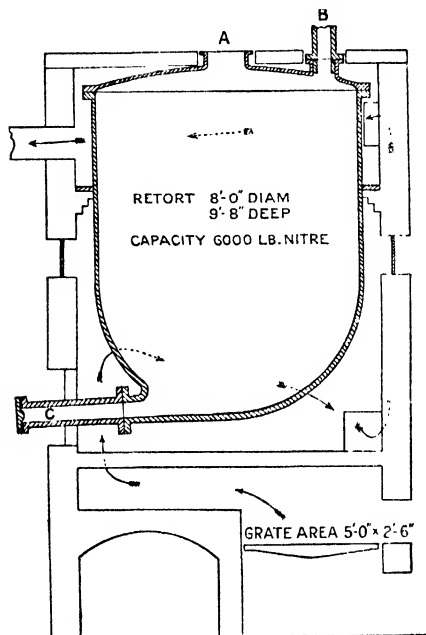 A
B
RETORT 8'-0" DIAM
9'-8" DEEP
CAPACITY 6000 LB. NITRE
C
GRATE AREA 5'-0" × 2'-6"